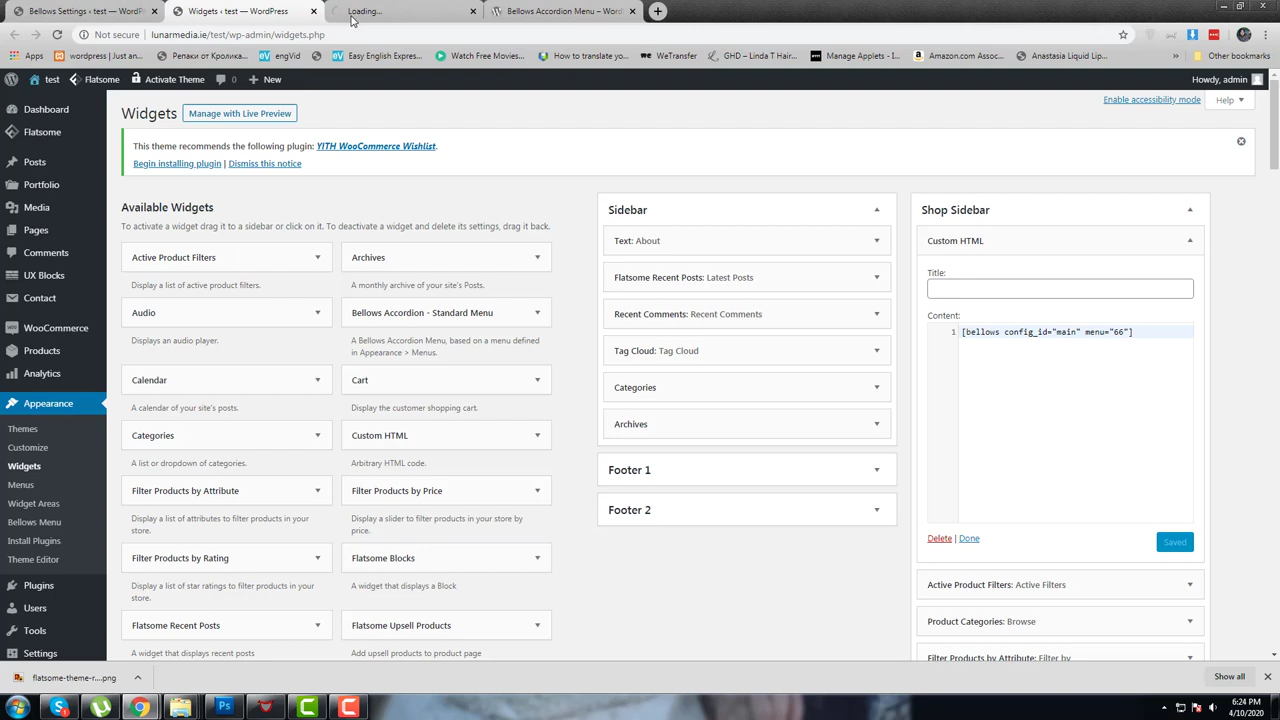 Bellows Settings ‹ test — WordPr
Widgets ‹ test — WordPress
Loading...
Bellows Accordion Menu – WordP
Not secure
lunarmedia.ie/test/wp-admin/widgets.php
Apps
Репаки от Кролика...
engVid
Easy English Expres...
Watch Free Movies...
How to translate yo...
WeTransfer
GHD – Linda T Hair...
Manage Applets - I...
Amazon.com Assoc...
Anastasia Liquid Lip...
Other bookmarks
test
Flatsome
Activate Theme
0
New
Howdy, admin
Dashboard
Flatsome
Posts
Portfolio
Media
Pages
Comments
UX Blocks
Contact
WooCommerce
Products
Analytics
Appearance
Themes
Customize
Widgets
Menus
Widget Areas
Bellows Menu
Install Plugins
Theme Editor
Plugins
Users
Tools
Settings
Widgets
Manage with Live Preview
Enable accessibility mode
Help
This theme recommends the following plugin: YITH WooCommerce Wishlist.
Begin installing plugin | Dismiss this notice
Available Widgets
To activate a widget drag it to a sidebar or click on it. To deactivate a widget and delete its settings, drag it back.
Active Product Filters
Display a list of active product filters.
Archives
A monthly archive of your site's Posts.
Audio
Displays an audio player.
Bellows Accordion - Standard Menu
A Bellows Accordion Menu, based on a menu defined
in Appearance > Menus.
Calendar
A calendar of your site's posts.
Cart
Display the customer shopping cart.
Categories
A list or dropdown of categories.
Custom HTML
Arbitrary HTML code.
Filter Products by Attribute
Display a list of attributes to filter products in your
store.
Filter Products by Price
Display a slider to filter products in your store by
price.
Filter Products by Rating
Display a list of star ratings to filter products in your
store.
Flatsome Blocks
A widget that displays a Block
Flatsome Recent Posts
A widget that displays recent posts
Flatsome Upsell Products
Add upsell products to product page
Sidebar
Text: About
Flatsome Recent Posts: Latest Posts
Recent Comments: Recent Comments
Tag Cloud: Tag Cloud
Categories
Archives
Footer 1
Footer 2
Shop Sidebar
Custom HTML
Title:
Content:
1 [bellows config_id="main" menu="66"]
Delete | Done
Saved
Active Product Filters: Active Filters
Product Categories: Browse
Filter Products by Attribute: Filter by
flatsome-theme-r....png
Show all
6:24 PM
4/10/2020